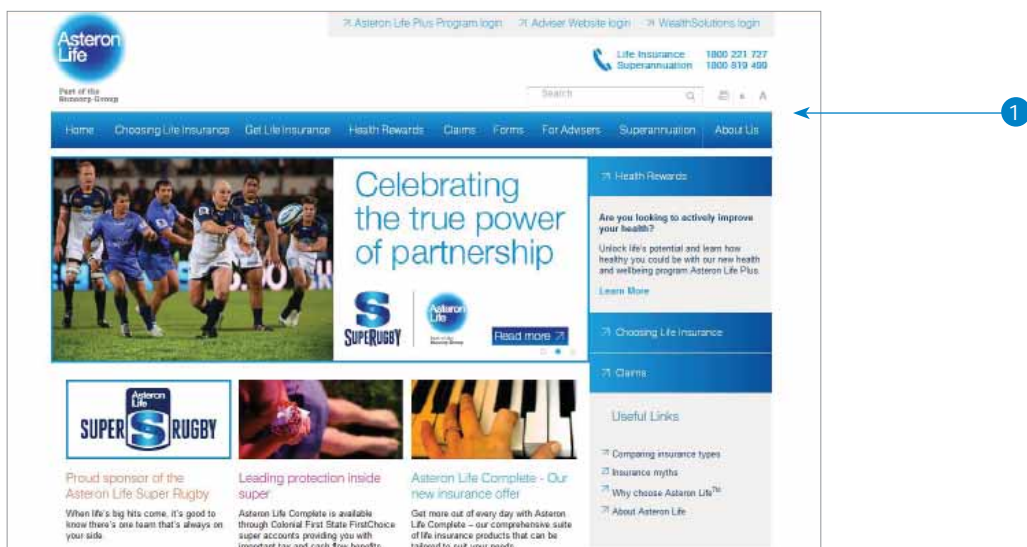 Asteron Life Plus Program login Adviser Website login WealthSolutions login
Asteron
Life
Part of the
Suncorp Group
Life Insurance 1800 221 727
Superannuation 1800 819 499
Search
A A
1
Home Choosing Life Insurance Get Life Insurance Health Rewards Claims Forms For Advisers Superannuation About Us
Celebrating
the true power
of partnership
S
SUPERUGBY
Asteron
Life
Part of the
Suncorp Group
Read more
Health Rewards
Are you looking to actively improve
your health?
Unlock life's potential and learn how
healthy you could be with our new health
and wellbeing program Asteron Life Plus.
Learn More
Choosing Life Insurance
Claims
Useful Links
Comparing insurance types
Insurance myths
Why choose Asteron Life™
About Asteron Life
Asteron
Life
SUPER S RUGBY
Proud sponsor of the
Asteron Life Super Rugby
When life's big hits come, it's good to
know there's one team that's always on
your side
Leading protection inside
super
Asteron Life Complete is available
through Colonial First State FirstChoice
super accounts providing you with
important tax and cash flow benefits
Asteron Life Complete - Our
new insurance offer
Get more out of every day with Asteron
Life Complete – our comprehensive suite
of life insurance products that can be
tailored to suit your needs